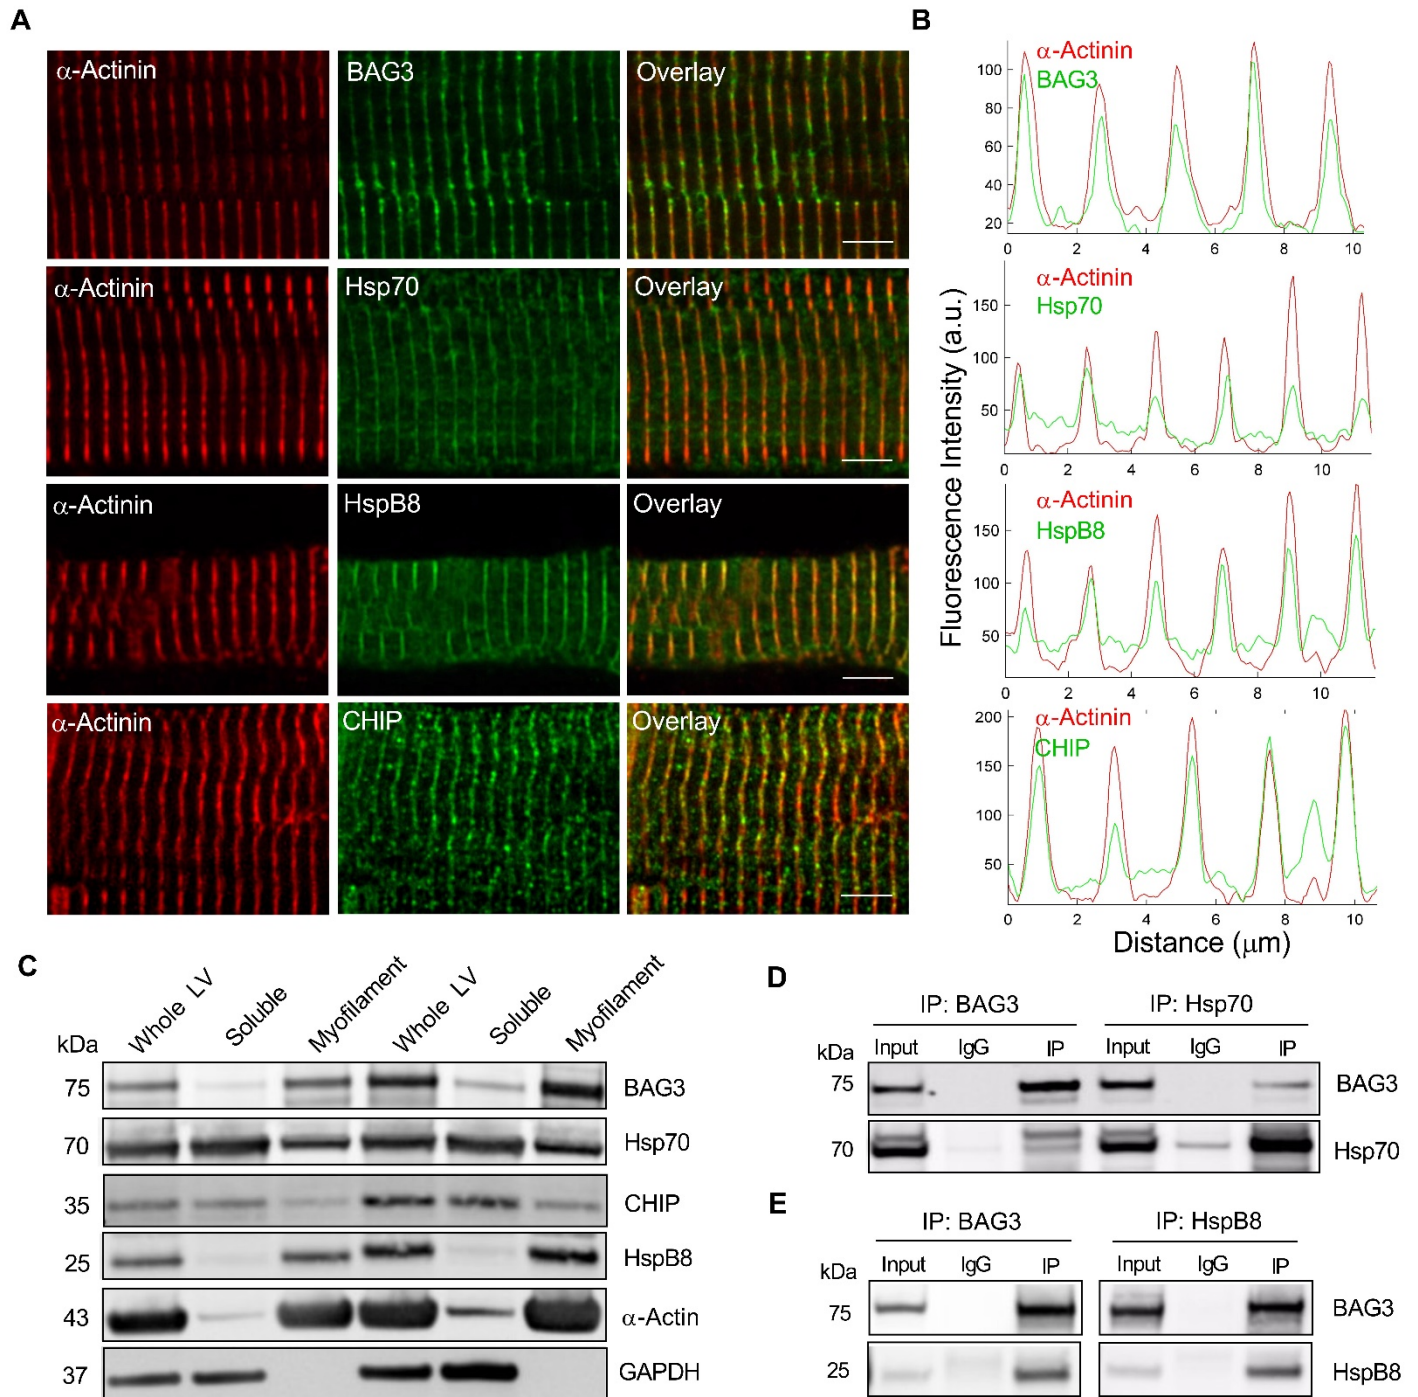 A
α-Actinin BAG3 Overlay
α-Actinin Hsp70 Overlay
α-Actinin HspB8 Overlay
α-Actinin CHIP Overlay
B
Fluorescence Intensity (a.u.)
α-Actinin
BAG3
100
80
60
40
20
0 2 4 6 8 10
α-Actinin
Hsp70
150
100
50
0 2 4 6 8 10
α-Actinin
HspB8
150
100
50
0 2 4 6 8 10
α-Actinin
CHIP
200
150
100
50
0 2 4 6 8 10
Distance (μm)
C
kDa Whole LV Soluble Myofilament Whole LV Soluble Myofilament
75 BAG3
70 Hsp70
35 CHIP
25 HspB8
43 α-Actin
37 GAPDH
D
IP: BAG3 IP: Hsp70
kDa Input IgG IP Input IgG IP
75 BAG3
70 Hsp70
E
IP: BAG3 IP: HspB8
kDa Input IgG IP Input IgG IP
75 BAG3
25 HspB8